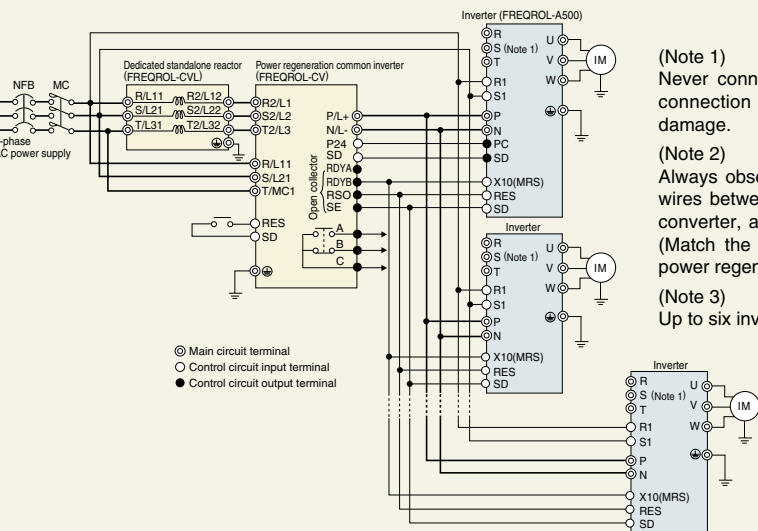 Inverter (FREQROL-A500)
R
S (Note 1)
T
R1
S1
P
N
PC
SD
X10(MRS)
RES
SD
U
V
W
IM
Dedicated standalone reactor
(FREQROL-CVL)
Power regeneration common inverter
(FREQROL-CV)
NFB
MC
R/L11 R2/L12
S/L21 S2/L22
T/L31 T2/L32
-phase
AC power supply
R2/L1
S2/L2
T2/L3
R/L11
S/L21
T/MC1
RES
SD
P/L+
N/L-
P24
SD
RDYA
RDYB
RSO
SE
Open collector
A
B
C
Inverter
R
S (Note 1)
T
R1
S1
P
N
X10(MRS)
RES
SD
U
V
W
IM
Inverter
R
S (Note 1)
T
R1
S1
P
N
X10(MRS)
RES
SD
U
V
W
IM
Main circuit terminal
Control circuit input terminal
Control circuit output terminal
(Note 1)
Never conn
connection
damage.
(Note 2)
Always obse
wires betwe
converter, a
(Match the
power regen
(Note 3)
Up to six inv